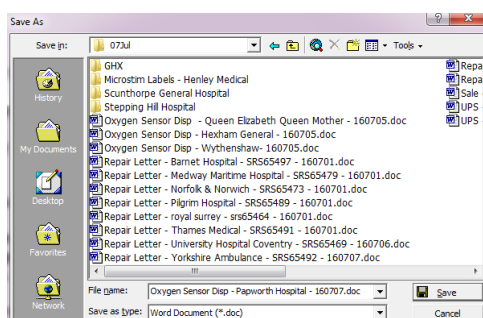 Save As
Save in:
07Jul
Tools
History
My Documents
Desktop
Favorites
Network
GHX
Microstim Labels - Henley Medical
Scunthorpe General Hospital
Stepping Hill Hospital
Oxygen Sensor Disp  - Queen Elizabeth Queen Mother - 160705.doc
Oxygen Sensor Disp - Hexham General - 160705.doc
Oxygen Sensor Disp - Wythenshaw- 160705.doc
Repair Letter - Barnet Hospital - SRS65497 - 160701.doc
Repair Letter - Medway Maritime Hospital - SRS65479 - 160701.doc
Repair Letter - Norfolk & Norwich - SRS65473 - 160701.doc
Repair Letter - Pilgrim Hospital - SRS65489 - 160701.doc
Repair Letter - royal surrey - srs65464 - 160701.doc
Repair Letter - Thames Medical - SRS65491 - 160701.doc
Repair Letter - University Hospital Coventry - SRS65469 - 160706.doc
Repair Letter - Yorkshire Ambulance - SRS65492 - 160707.doc
Repa
Repa
Sale
UPS
UPS
File name:
Oxygen Sensor Disp - Papworth Hospital - 160707.doc
Save
Save as type:
Word Document (*.doc)
Cancel